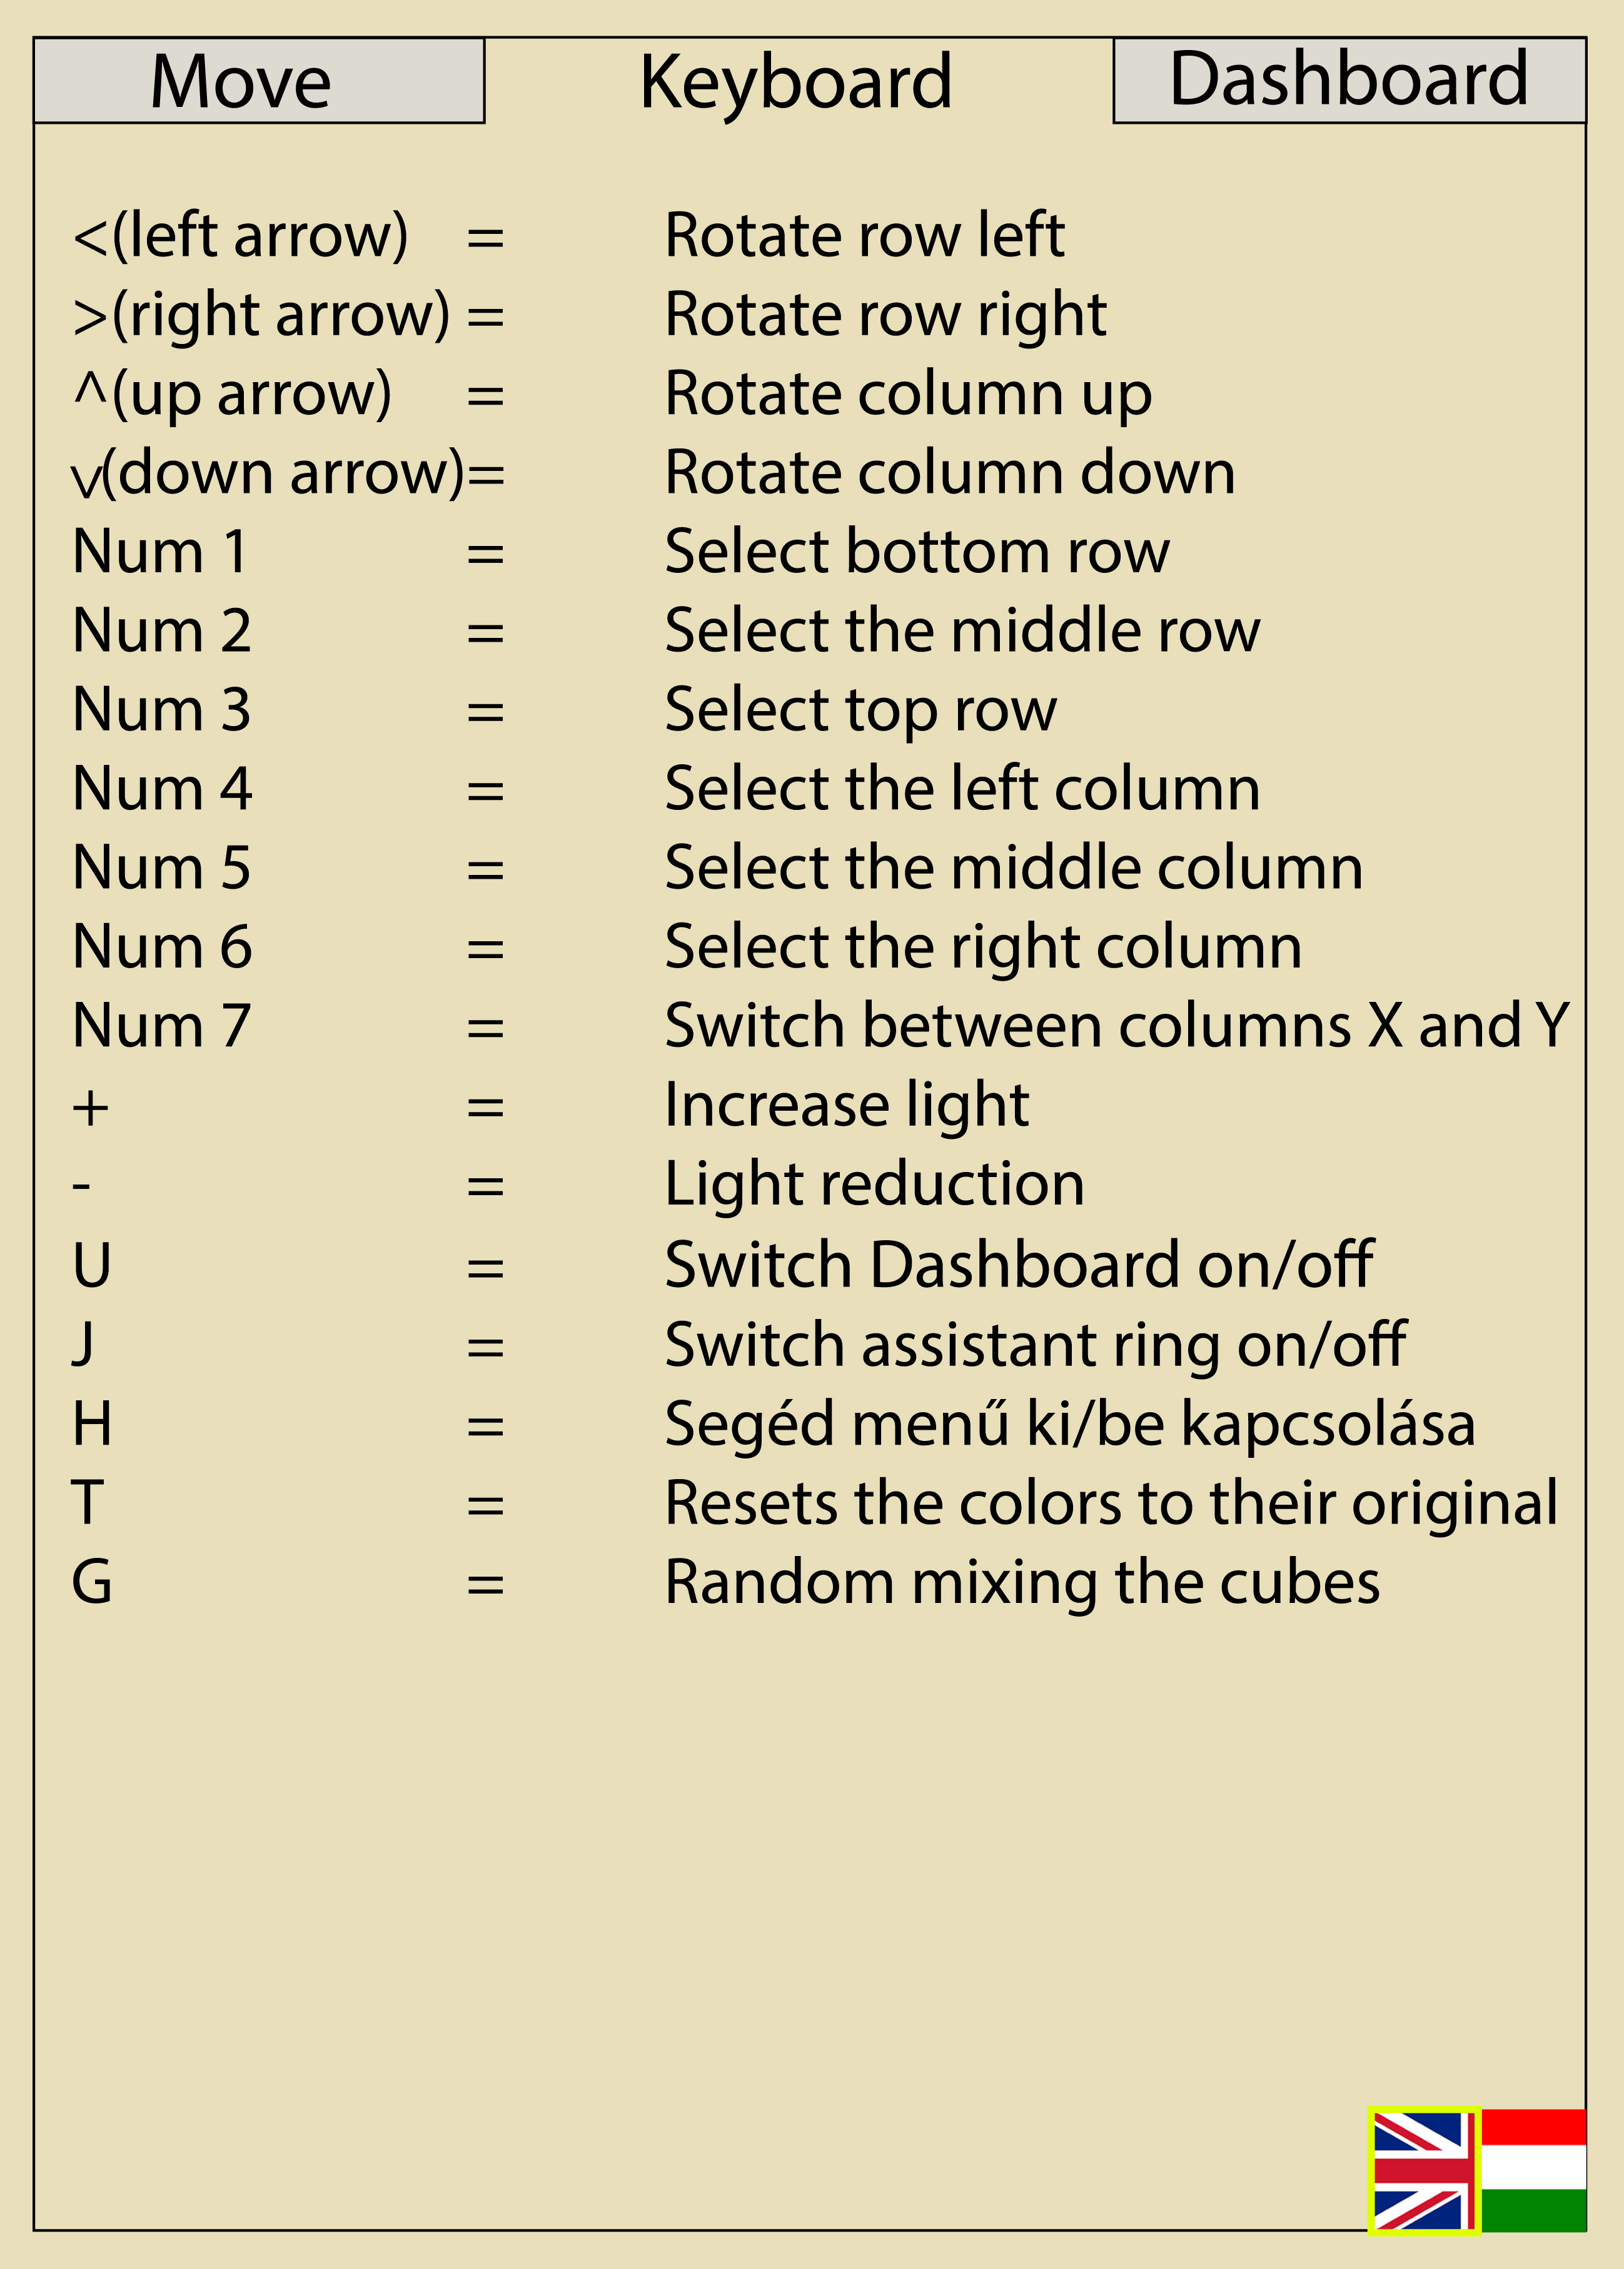 Move Keyboard Dashboard
<(left arrow) = Rotate row left
>(right arrow) = Rotate row right
^(up arrow) = Rotate column up
v(down arrow)= Rotate column down
Num 1 = Select bottom row
Num 2 = Select the middle row
Num 3 = Select top row
Num 4 = Select the left column
Num 5 = Select the middle column
Num 6 = Select the right column
Num 7 = Switch between columns X and Y
+ = Increase light
- = Light reduction
U = Switch Dashboard on/off
J = Switch assistant ring on/off
H = Segéd menű ki/be kapcsolása
T = Resets the colors to their original
G = Random mixing the cubes